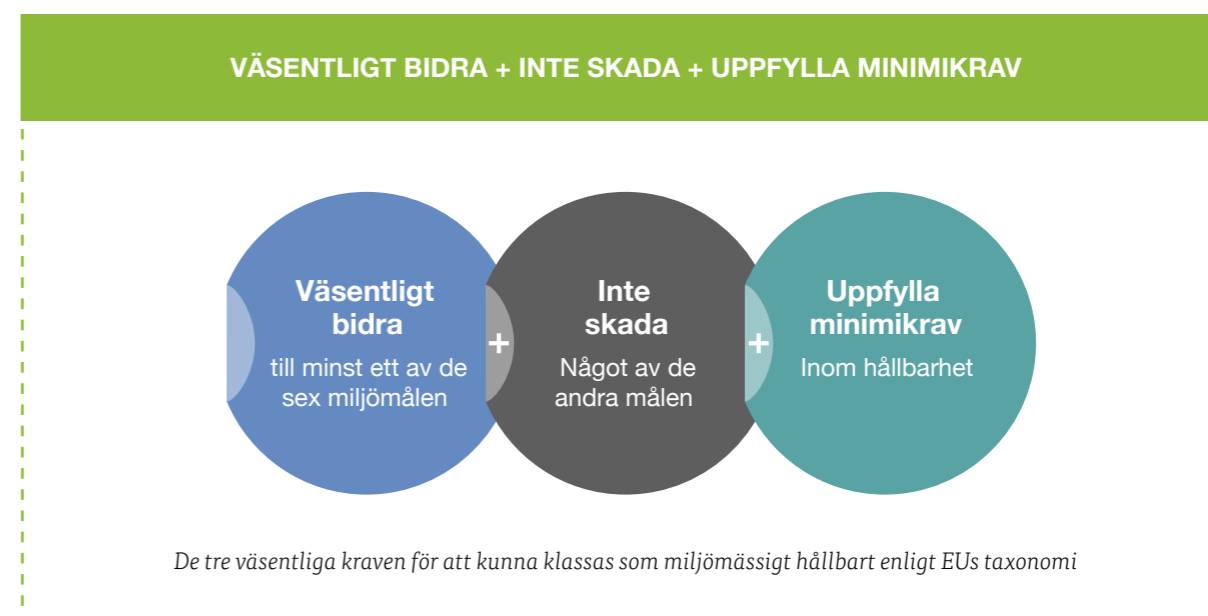 VÄSENTLIGT BIDRA + INTE SKADA + UPPFYLLA MINIMIKRAV
Väsentligt
bidra
till minst ett av de
sex miljömålen
+
Inte
skada
Något av de
andra målen
+
Uppfylla
minimikrav
Inom hållbarhet
De tre väsentliga kraven för att kunna klassas som miljömässigt hållbart enligt EUs taxonomi